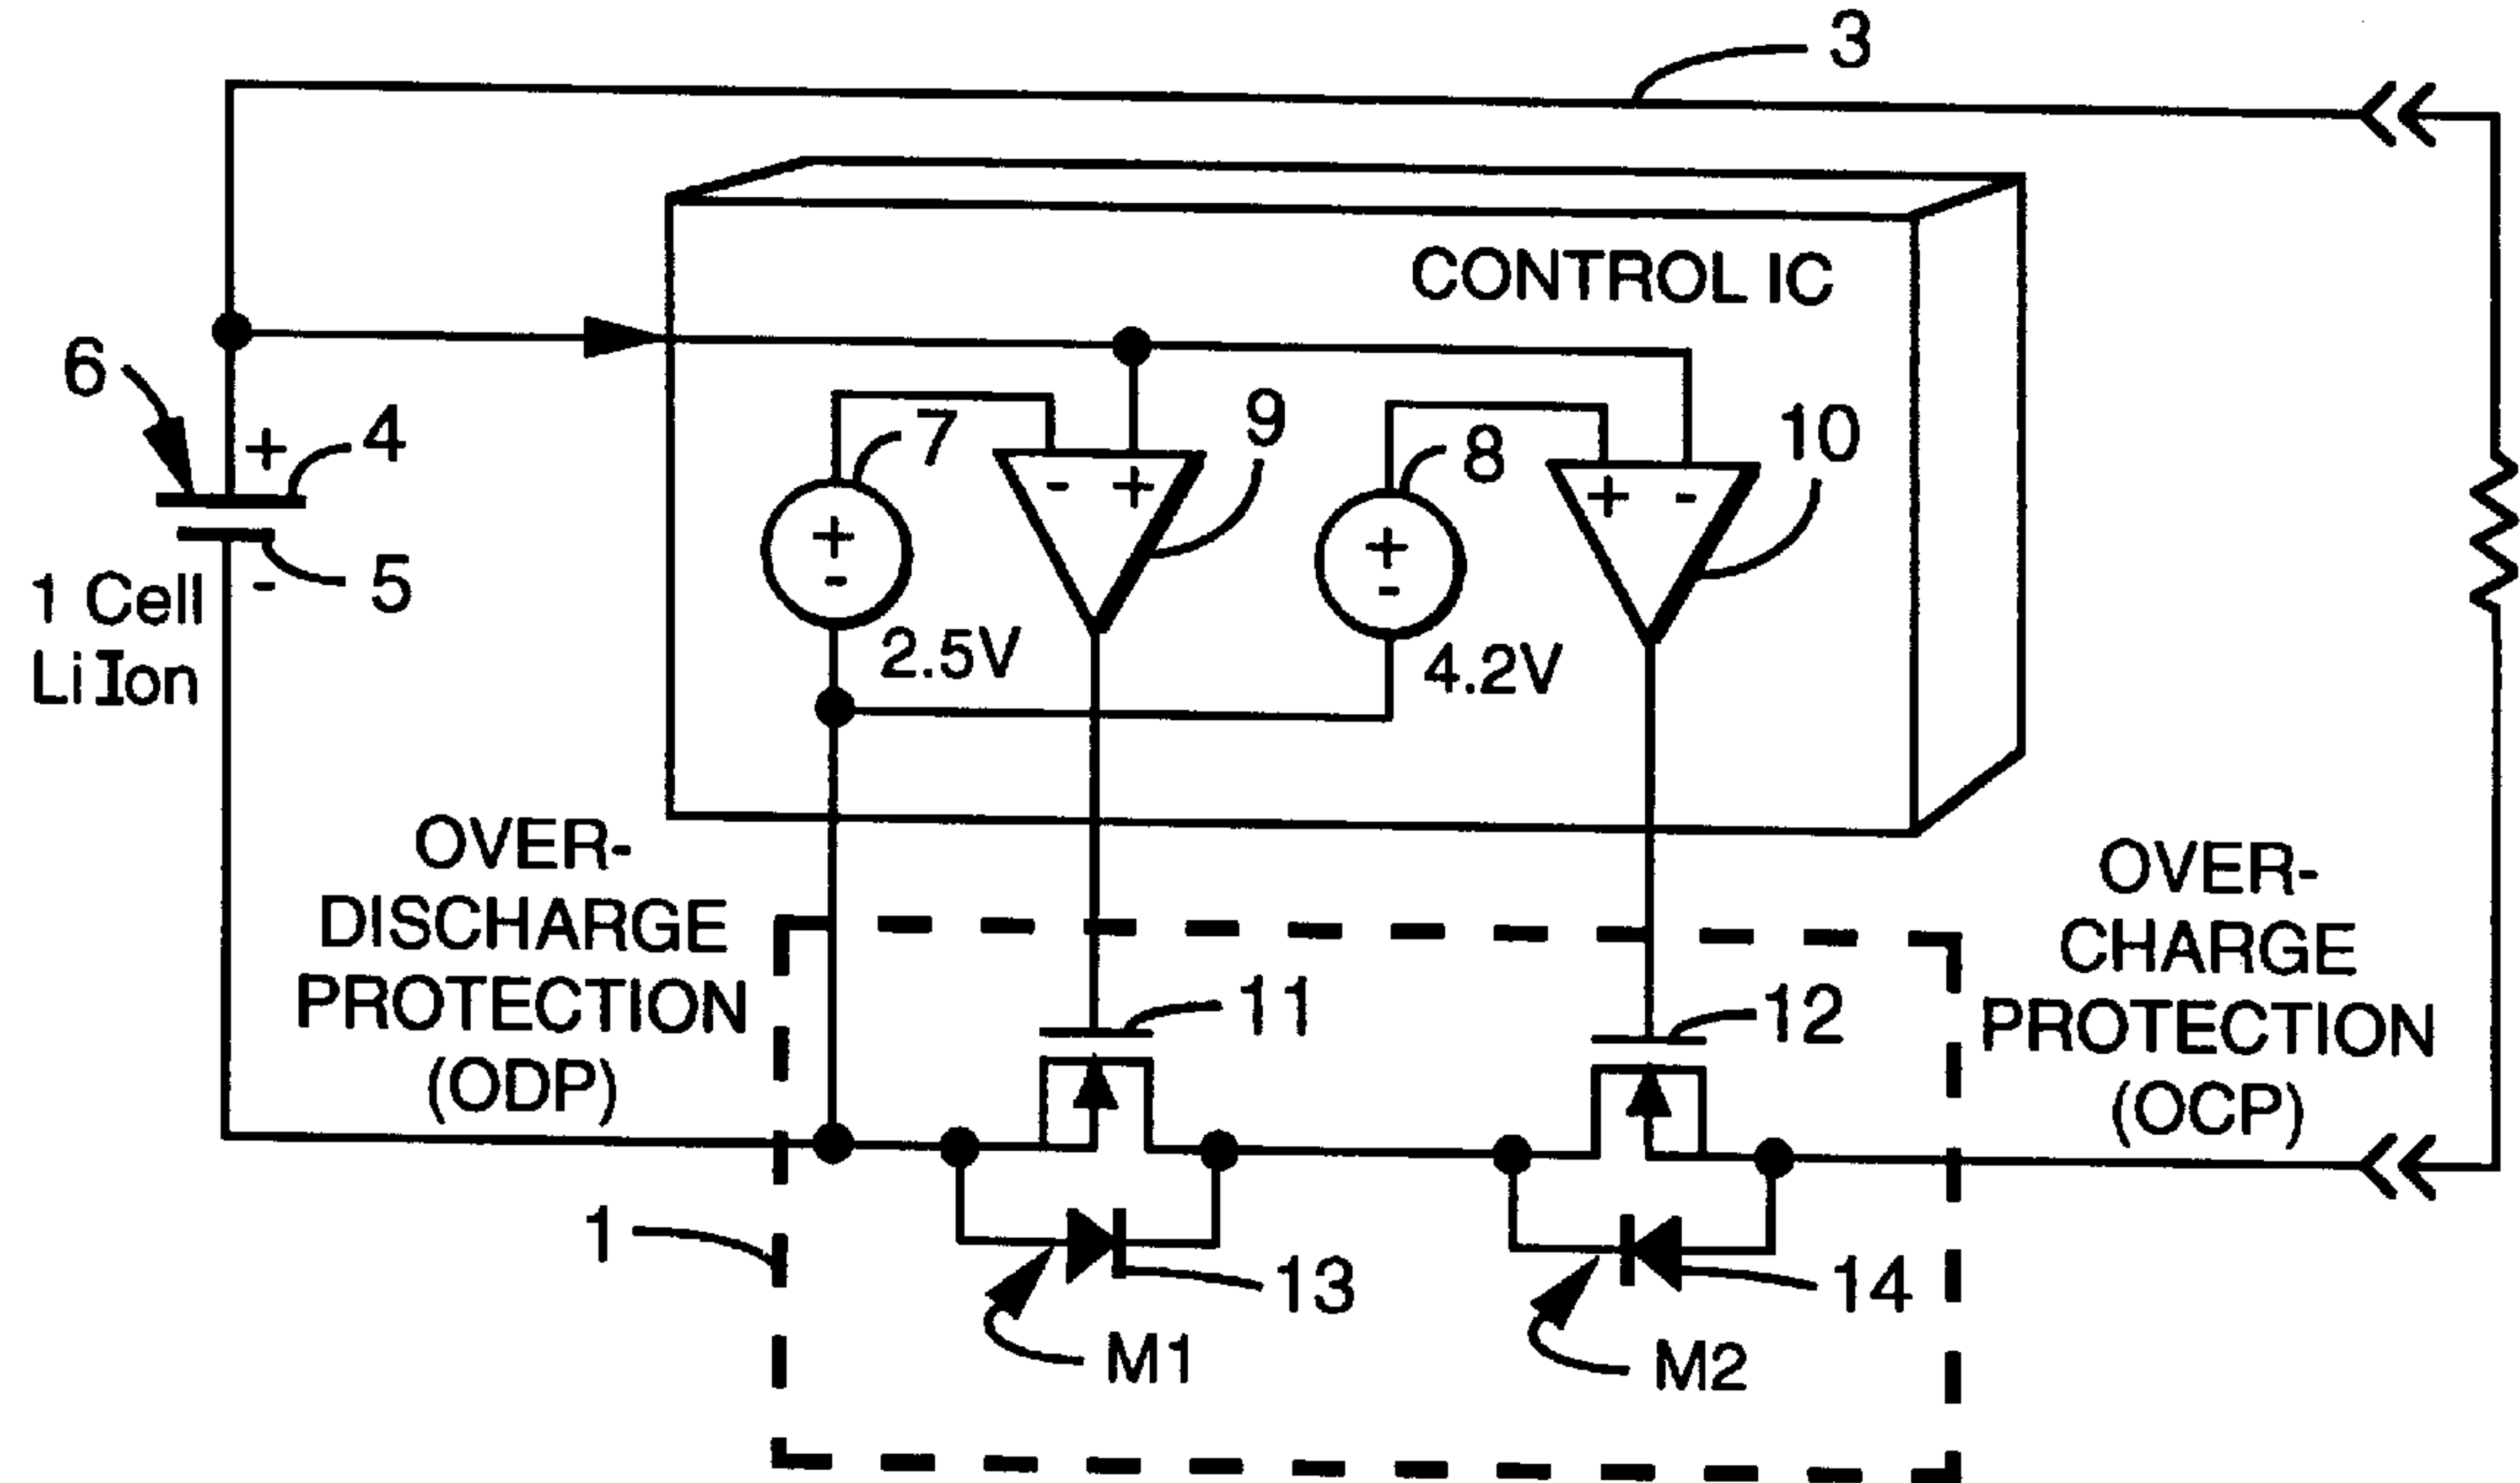 3
CONTROL IC
6
+
4
7
9
8
10
- +
+ -
+
-
+
-
-
5
1 Cell
Li Ion
2.5V
4.2V
OVER-
DISCHARGE
PROTECTION
(ODP)
OVER-
CHARGE
PROTECTION
(OCP)
11
12
1
13
14
M1
M2